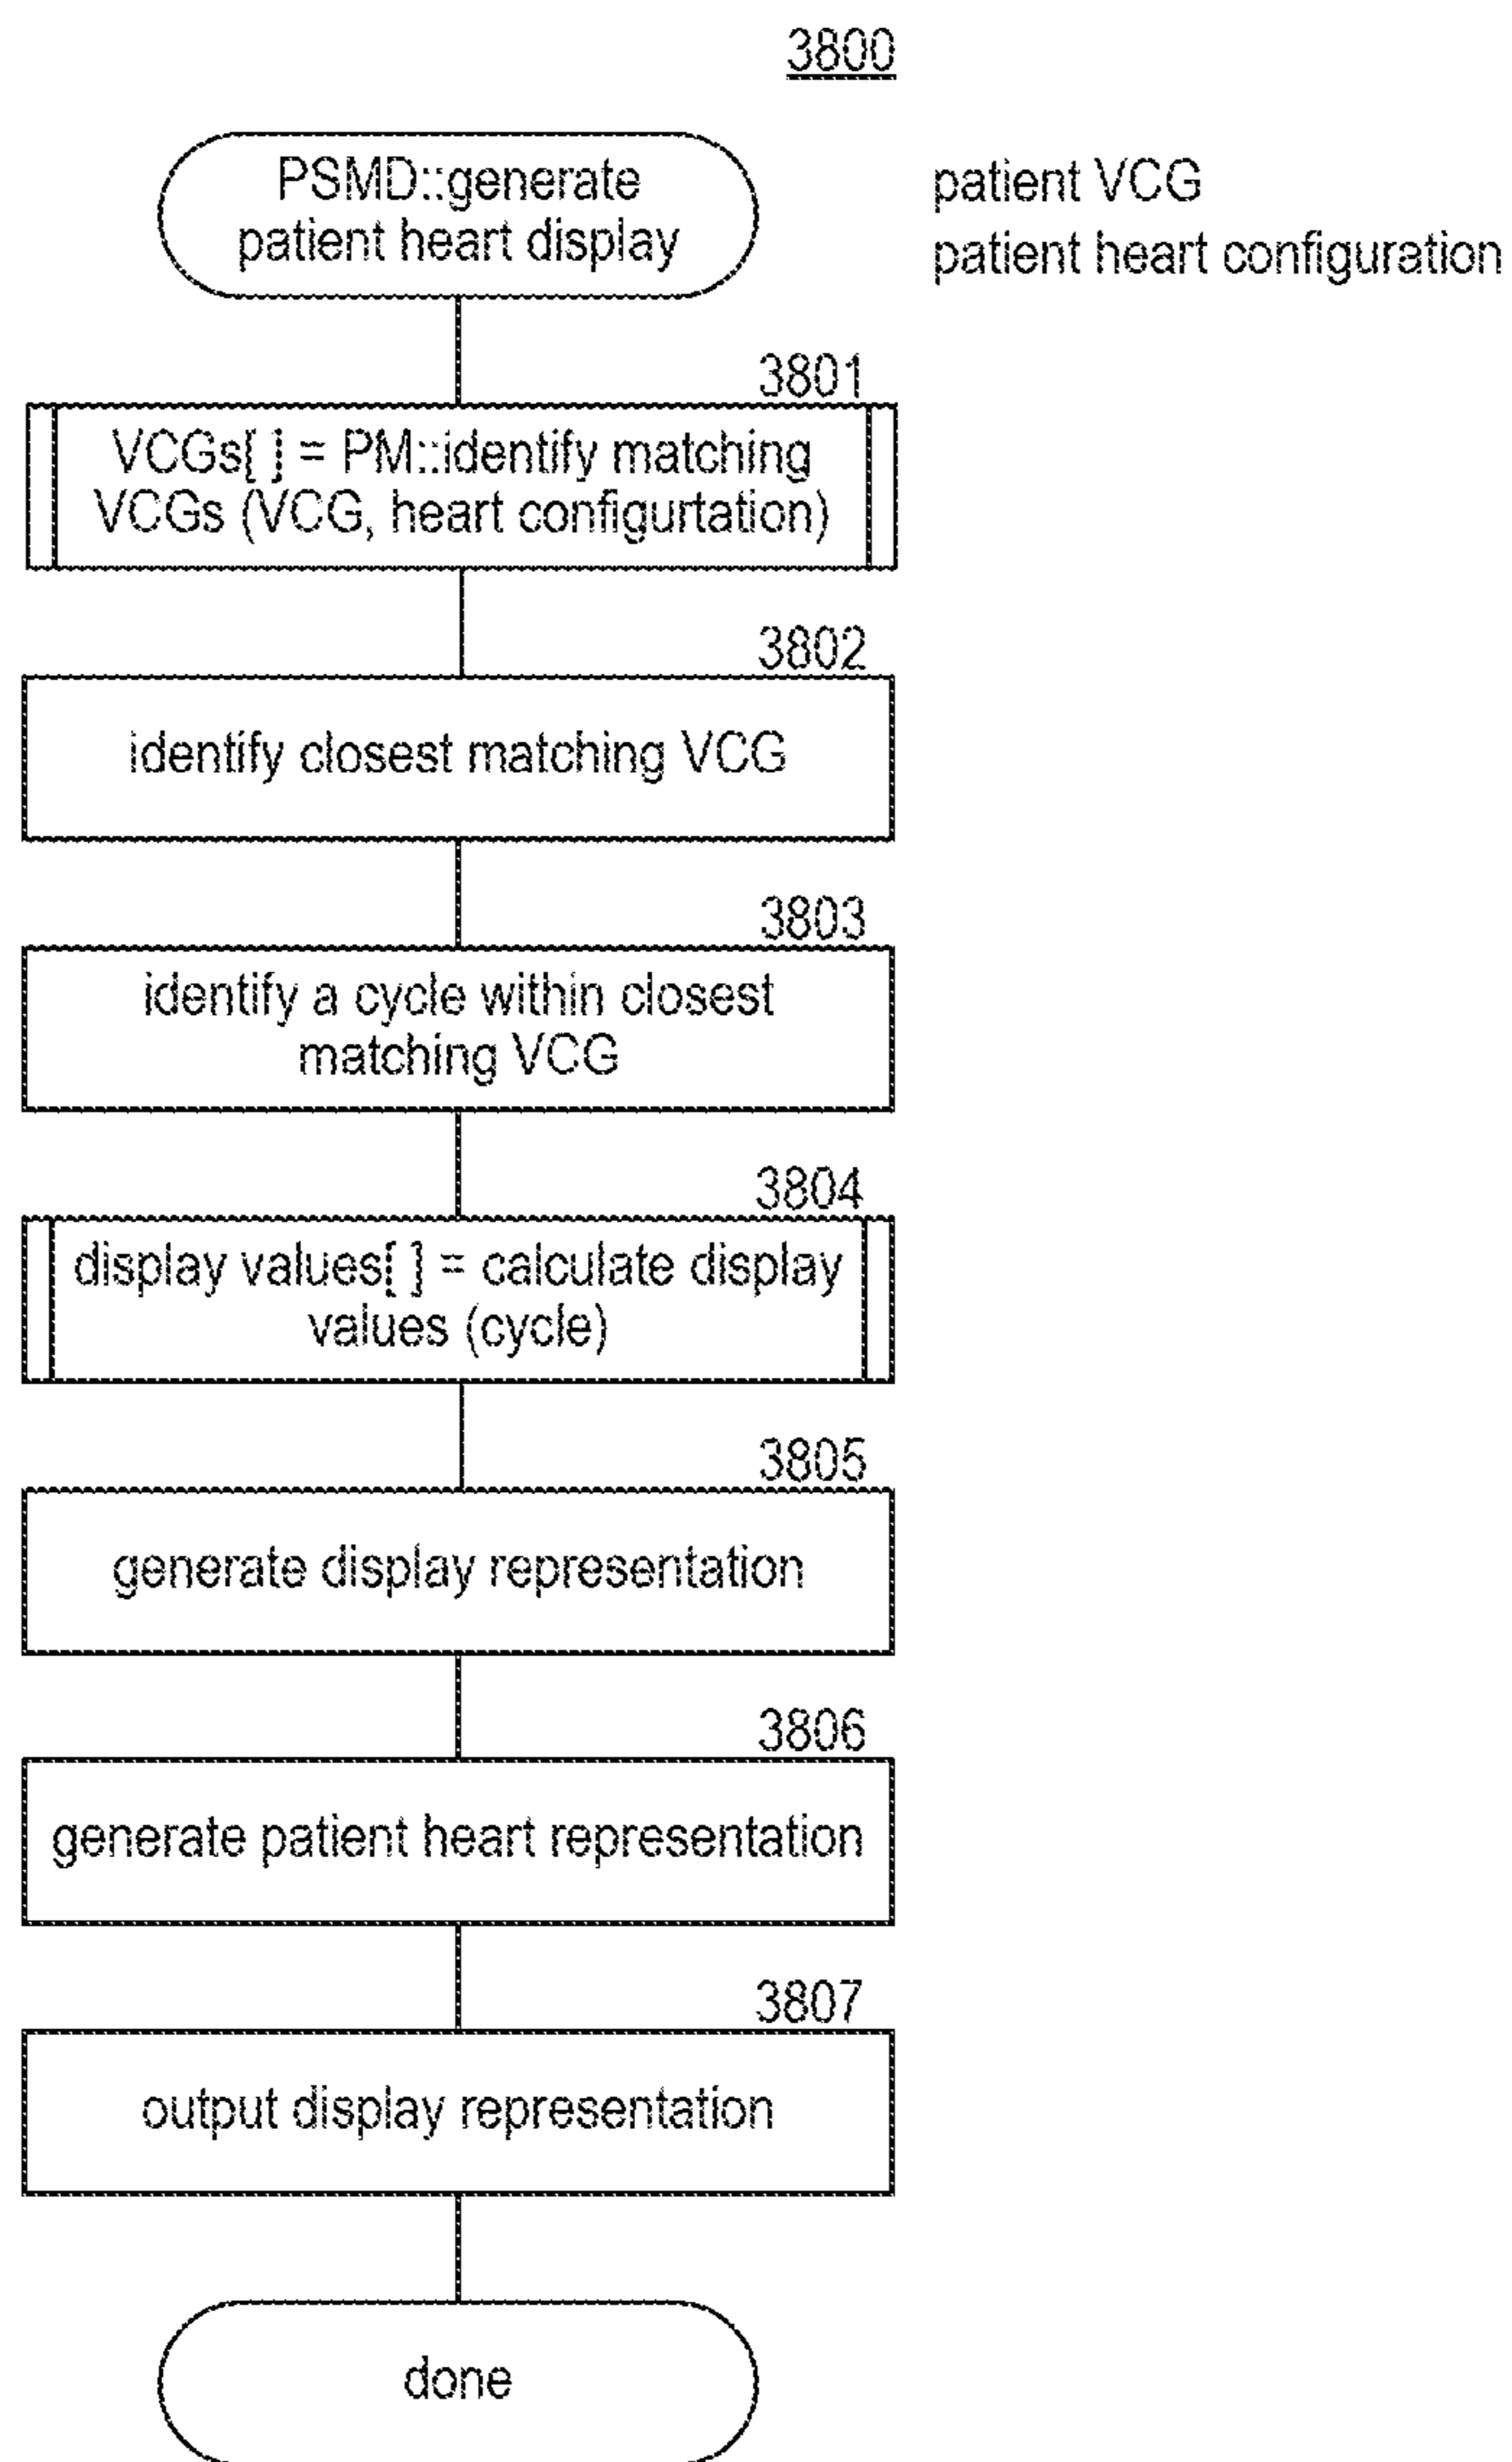 3800
PSMD::generate
patient heart display
patient VCG
patient heart configuration
3801
VCGs[ ] = PM::identify matching
VCGs (VCG, heart configurtation)
3802
identify closest matching VCG
3803
identify a cycle within closest
matching VCG
3804
display values[ ] = calculate display
values (cycle)
3805
generate display representation
3806
generate patient heart representation
3807
output display representation
done